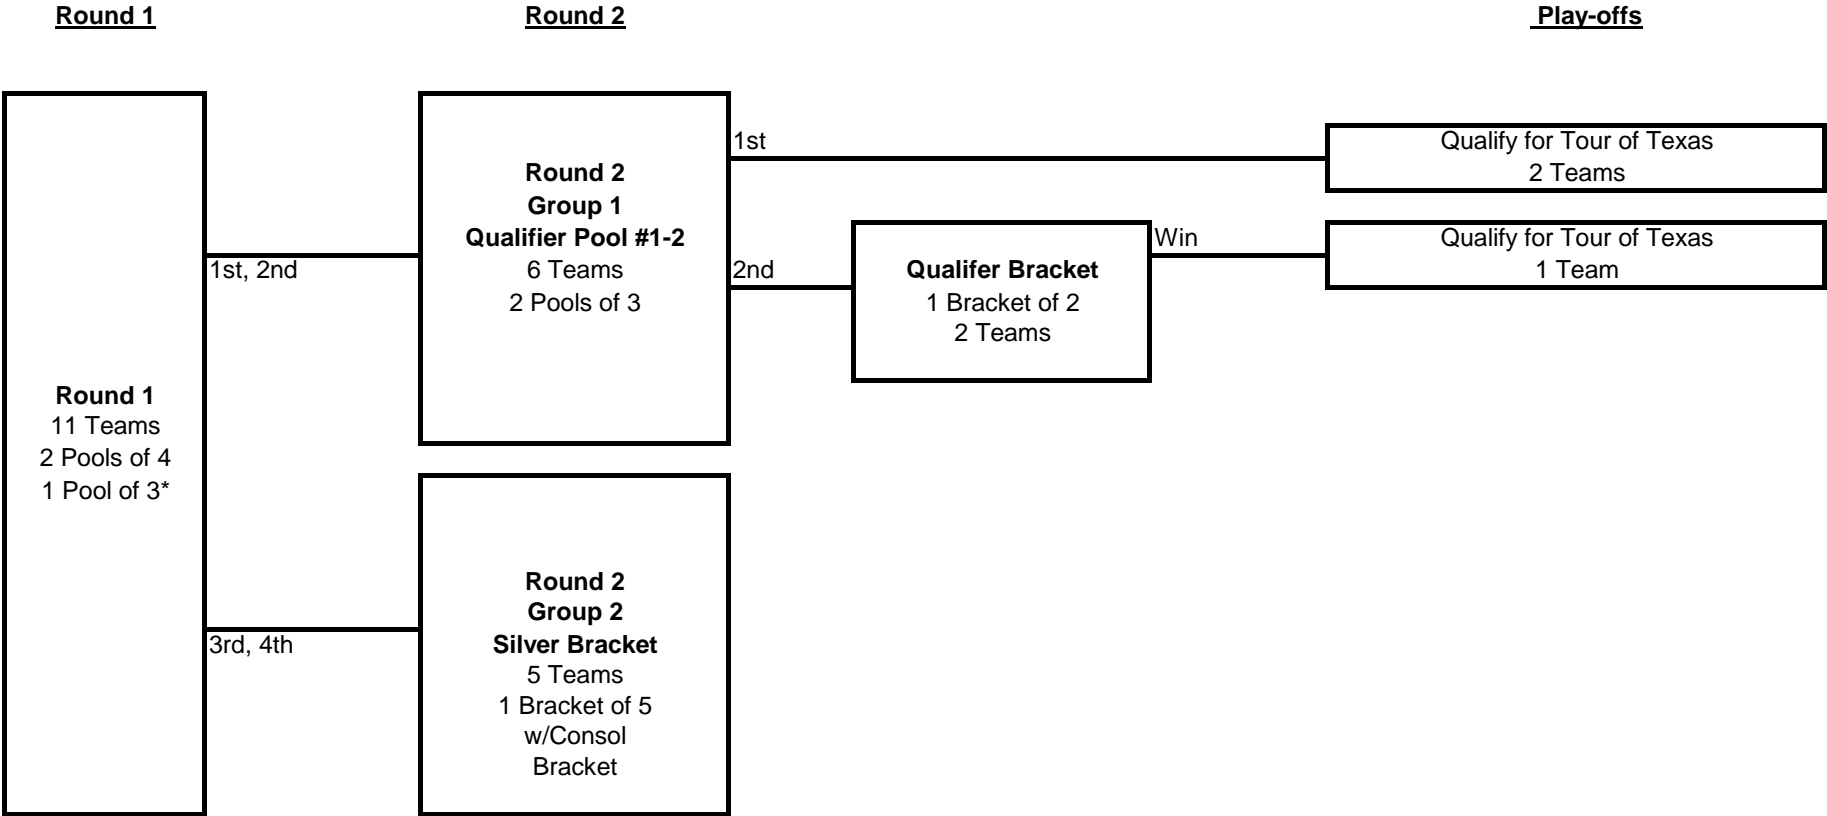 Round 1
Round 2
Play-offs
Round 1
11 Teams
2 Pools of 4
1 Pool of 3*
1st, 2nd
3rd, 4th
Round 2
Group 1
Qualifier Pool #1-2
6 Teams
2 Pools of 3
Round 2
Group 2
Silver Bracket
5 Teams
1 Bracket of 5
w/Consol
Bracket
1st
2nd
Qualifer Bracket
1 Bracket of 2
2 Teams
Win
Qualify for Tour of Texas
2 Teams
Qualify for Tour of Texas
1 Team